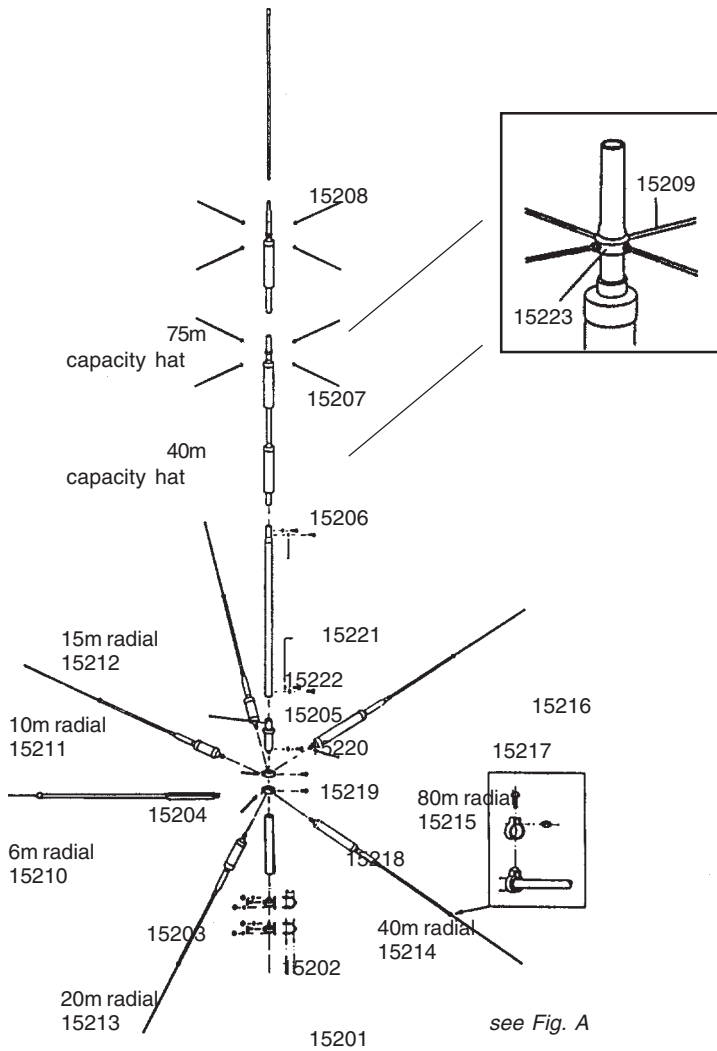 15208
15209
15223
75m
capacity hat
15207
40m
capacity hat
15206
15m radial
15212
15221
15222
15205
15216
10m radial
15211
15220
15217
15204
15219
80m radial
15215
6m radial
15210
15218
15203
40m radial
15214
15202
20m radial
15213
15201
see Fig. A